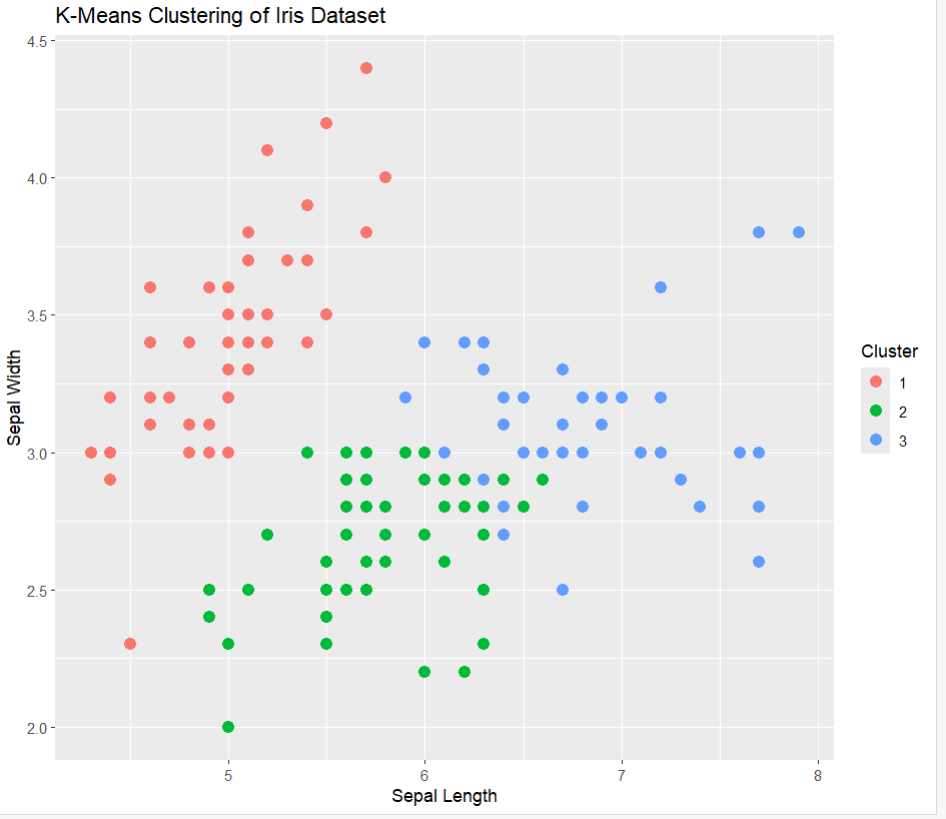 K-Means Clustering of Iris Dataset
4.5
4.0
3.5
3.0
2.5
2.0
Sepal Width
5 6 7 8
Sepal Length
Cluster
1
2
3